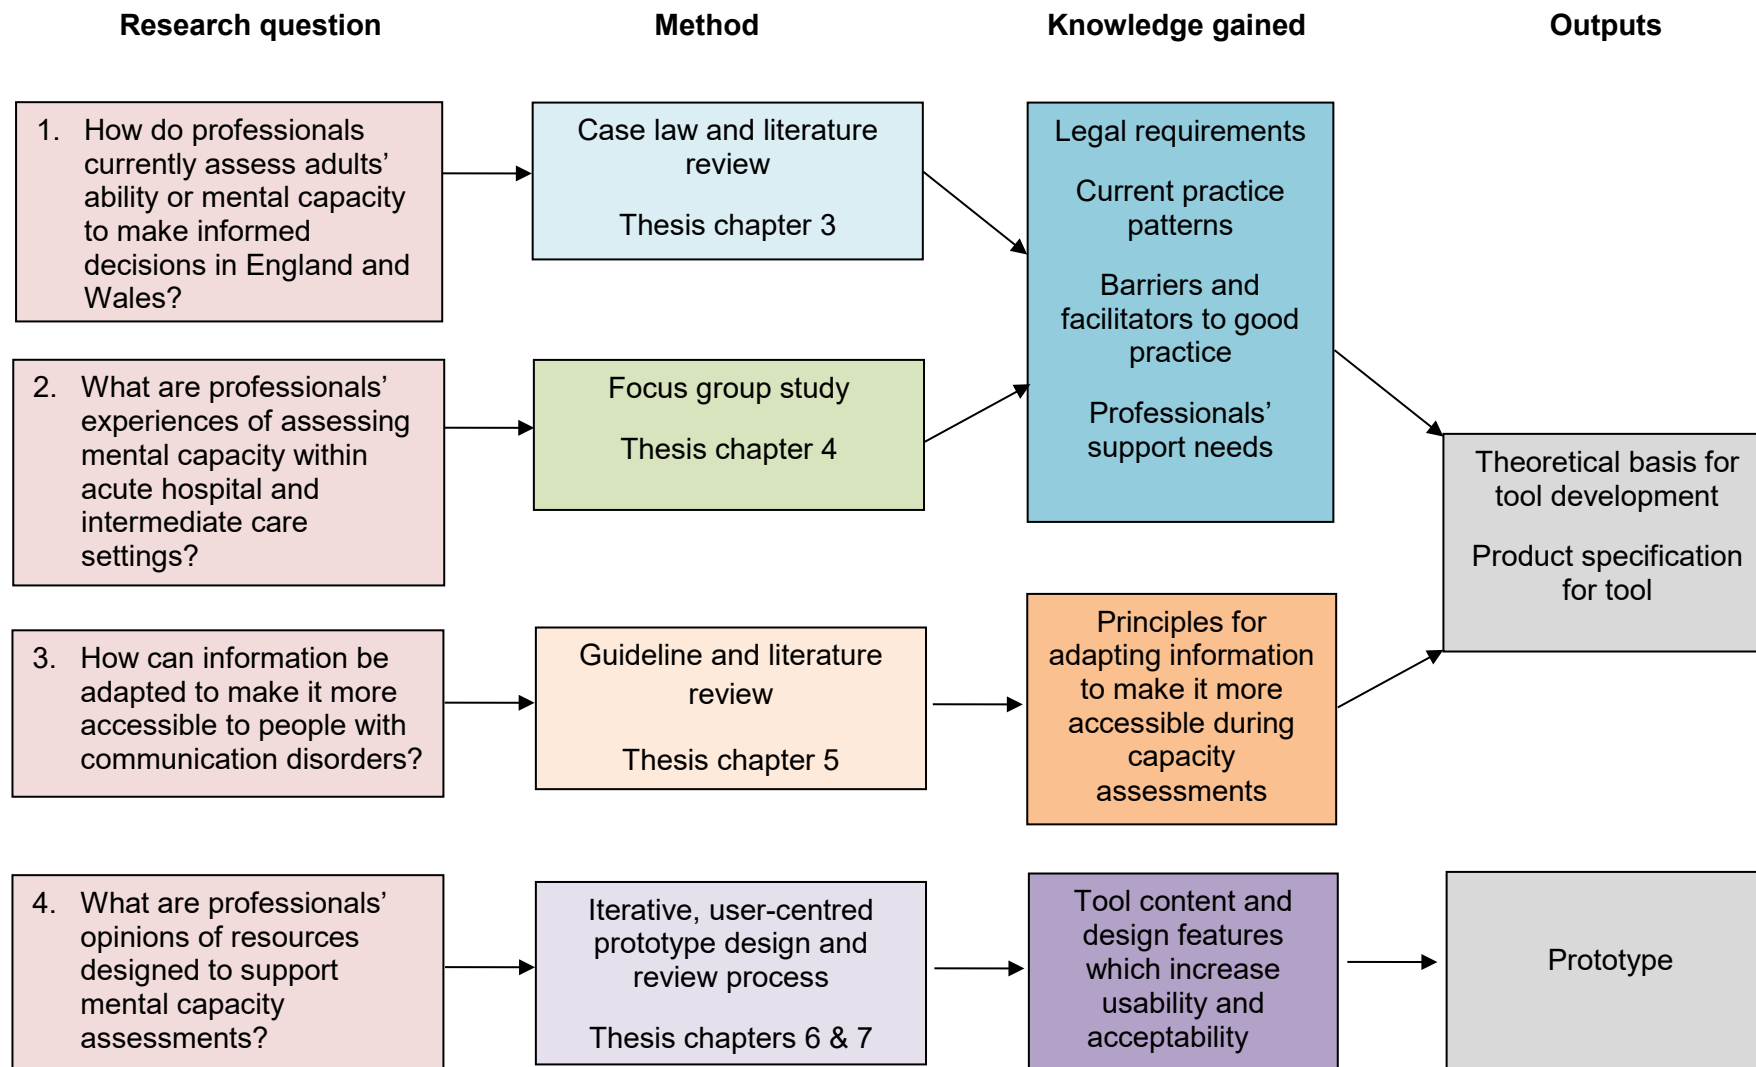 Research question
Method
Knowledge gained
Outputs
1. How do professionals
currently assess adults’
ability or mental capacity
to make informed
decisions in England and
Wales?
Case law and literature
review
Thesis chapter 3
Legal requirements
Current practice
patterns
Barriers and
facilitators to good
practice
Professionals’
support needs
2. What are professionals’
experiences of assessing
mental capacity within
acute hospital and
intermediate care
settings?
Focus group study
Thesis chapter 4
Theoretical basis for
tool development
Product specification
for tool
3. How can information be
adapted to make it more
accessible to people with
communication disorders?
Guideline and literature
review
Thesis chapter 5
Principles for
adapting information
to make it more
accessible during
capacity
assessments
4. What are professionals’
opinions of resources
designed to support
mental capacity
assessments?
Iterative, user-centred
prototype design and
review process
Thesis chapters 6 & 7
Tool content and
design features
which increase
usability and
acceptability
Prototype